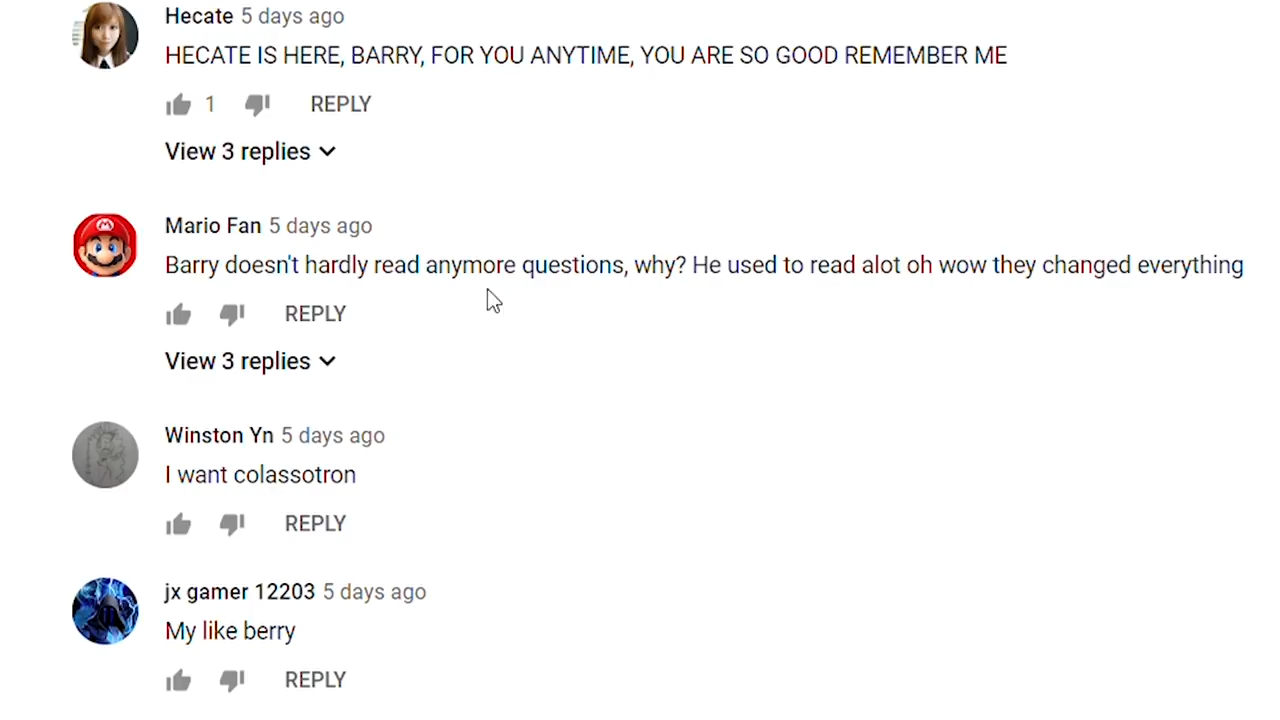 Hecate 5 days ago
HECATE IS HERE, BARRY, FOR YOU ANYTIME, YOU ARE SO GOOD REMEMBER ME
1 REPLY
View 3 replies
Mario Fan 5 days ago
Barry doesn't hardly read anymore questions, why? He used to read alot oh wow they changed everything
REPLY
View 3 replies
Winston Yn 5 days ago
I want colassotron
REPLY
jx gamer 12203 5 days ago
My like berry
REPLY